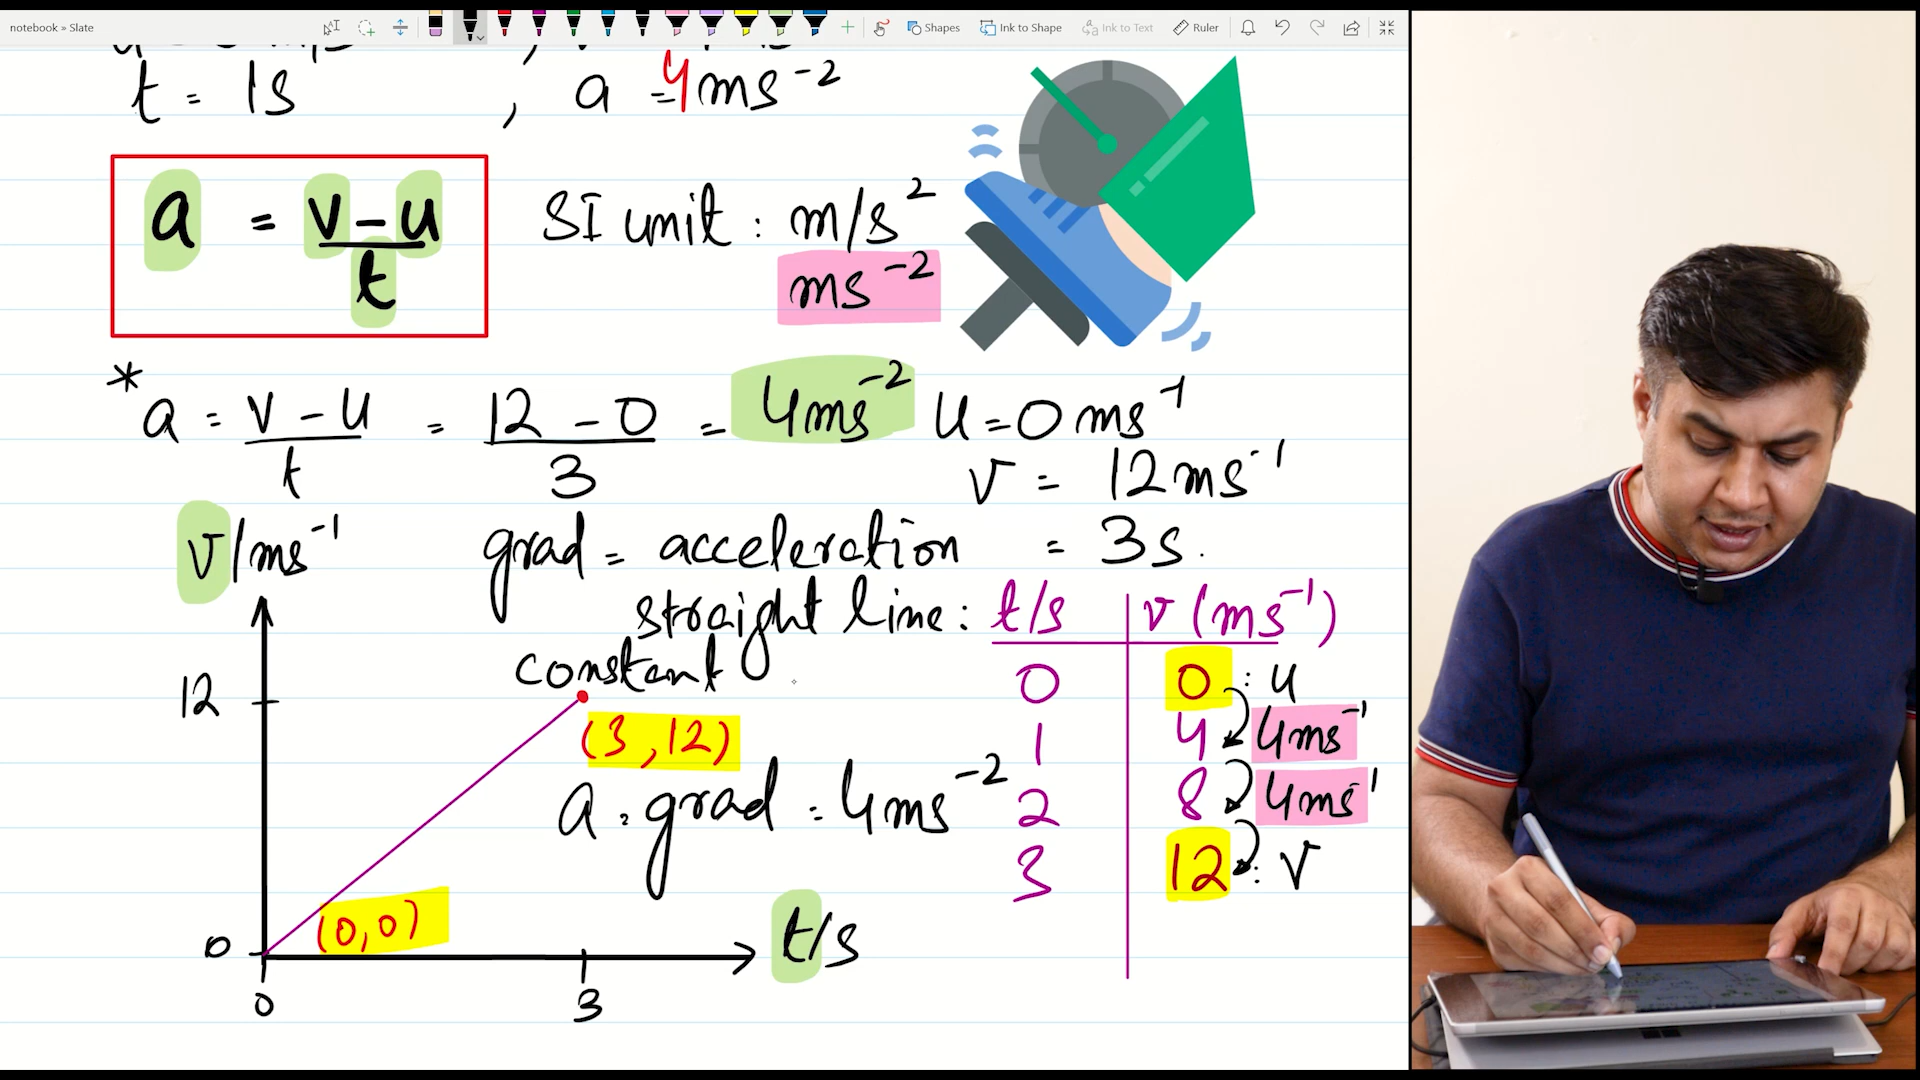 notebook » Slate
Shapes Ink to Shape Ink to Text Ruler
t = 1s , a = 4ms⁻²
a = v – u / t
SI unit : m/s²
ms⁻²
* a = v – u / t = 12 – 0 / 3 = 4ms⁻² u = 0 ms⁻¹
v = 12 ms⁻¹
v/ms⁻¹ grad = acceleration = 3s.
straight line :
constant
t/s v (ms⁻¹)
0 0 : u
1 4 4ms⁻¹
2 8 4ms⁻¹
3 12 : v
12
(3, 12)
a = grad = 4ms⁻²
(0,0)
0
t/s
0 3